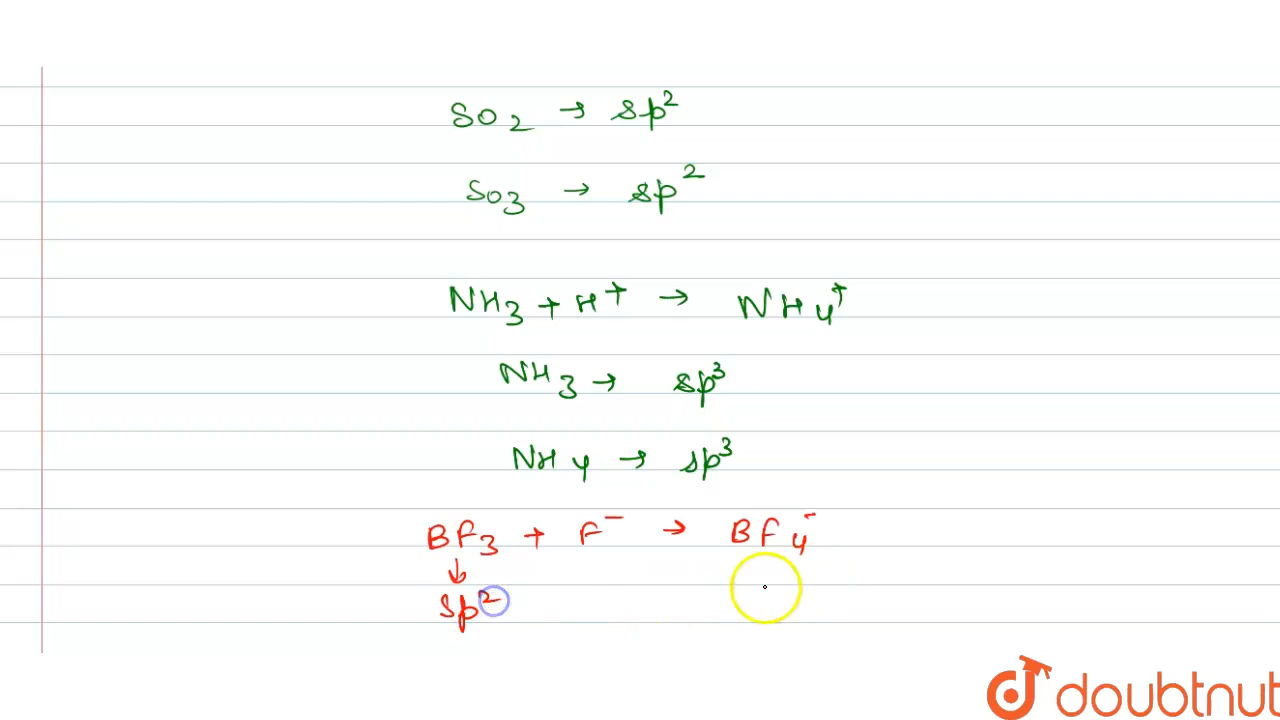 SO₂ → sp²
SO₃ → sp²
NH₃ + H⁺ → NH₄⁺
NH₃ → sp³
NH₄ → sp³
BF₃ + F⁻ → BF₄⁻
↓
sp²
doubtnut